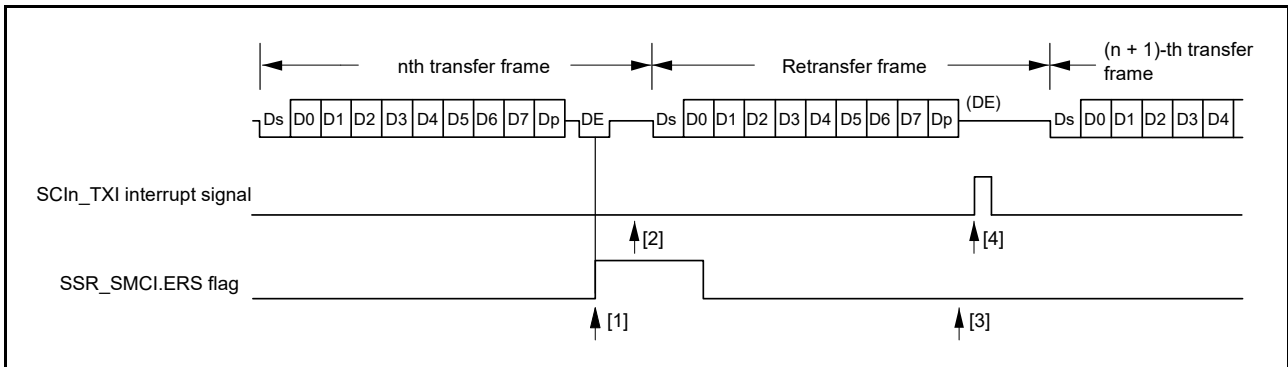 nth transfer frame
Retransfer frame
(n + 1)-th transfer
frame
(DE)
Ds D0 D1 D2 D3 D4 D5 D6 D7 Dp DE Ds D0 D1 D2 D3 D4 D5 D6 D7 Dp Ds D0 D1 D2 D3 D4
SCIn_TXI interrupt signal
[2] [4]
SSR_SMCI.ERS flag
[1] [3]